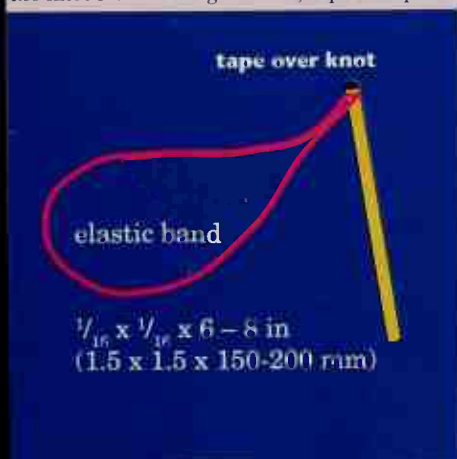 tape over knot
elastic band
1/16 x 1/16 x 6 – 8 in
(1.5 x 1.5 x 150-200 mm)